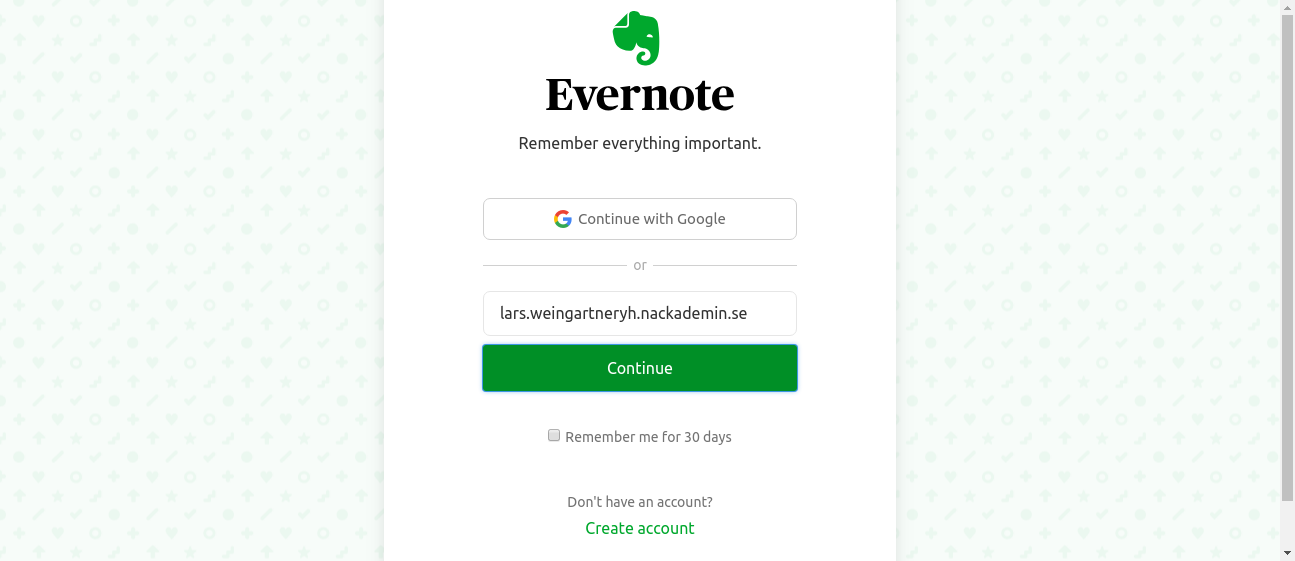 Evernote
Remember everything important.
Continue with Google
or
lars.weingartneryh.nackademin.se
Continue
Remember me for 30 days
Don't have an account?
Create account